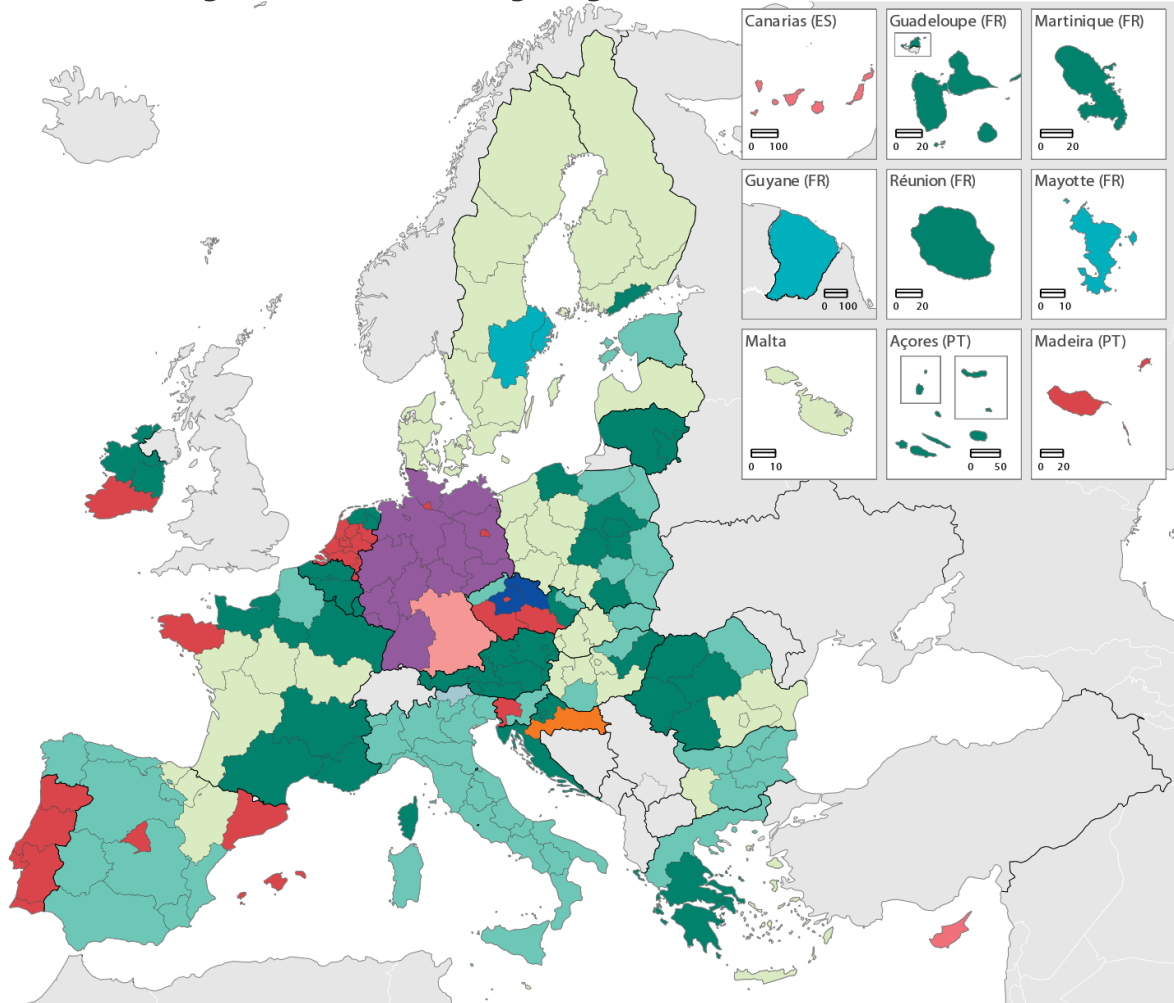 Canarias (ES)
0 100
Guadeloupe (FR)
0 20
Martinique (FR)
0 20
Guyane (FR)
0 100
Réunion (FR)
0 20
Mayotte (FR)
0 10
Malta
0 10
Açores (PT)
0 50
Madeira (PT)
0 20